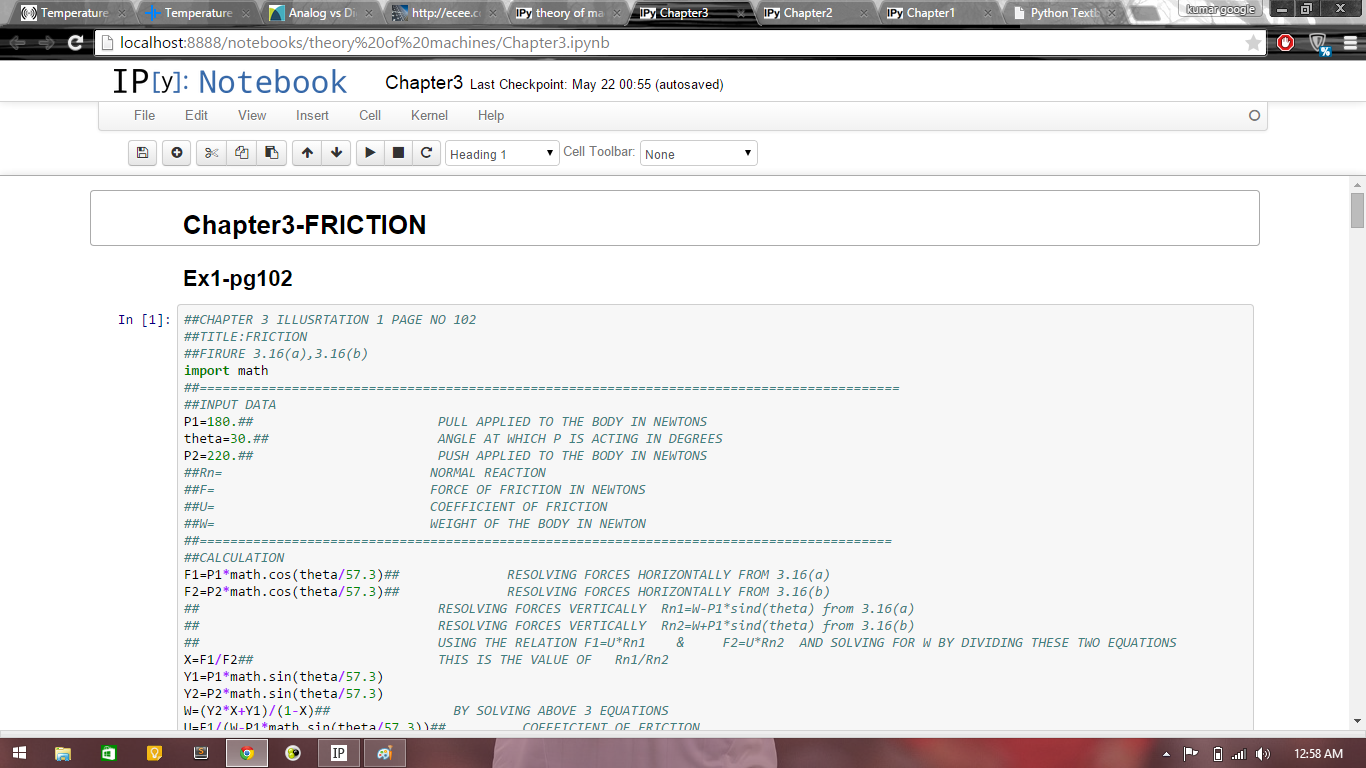 Temperature
Temperature
Analog vs Di
http://ecee.c
IPy theory of ma
IPy Chapter3
IPy Chapter2
IPy Chapter1
Python Textb
kumar google
localhost:8888/notebooks/theory%20of%20machines/Chapter3.ipynb
%
IP[y]: Notebook Chapter3 Last Checkpoint: May 22 00:55 (autosaved)
File Edit View Insert Cell Kernel Help
Heading 1 Cell Toolbar: None
Chapter3-FRICTION
Ex1-pg102
In [1]:
##CHAPTER 3 ILLUSRTATION 1 PAGE NO 102
##TITLE:FRICTION
##FIRURE 3.16(a),3.16(b)
import math
##===========================================================================================
##INPUT DATA
P1=180.## PULL APPLIED TO THE BODY IN NEWTONS
theta=30.## ANGLE AT WHICH P IS ACTING IN DEGREES
P2=220.## PUSH APPLIED TO THE BODY IN NEWTONS
##Rn= NORMAL REACTION
##F= FORCE OF FRICTION IN NEWTONS
##U= COEFFICIENT OF FRICTION
##W= WEIGHT OF THE BODY IN NEWTON
##==========================================================================================
##CALCULATION
F1=P1*math.cos(theta/57.3)## RESOLVING FORCES HORIZONTALLY FROM 3.16(a)
F2=P2*math.cos(theta/57.3)## RESOLVING FORCES HORIZONTALLY FROM 3.16(b)
## RESOLVING FORCES VERTICALLY Rn1=W-P1*sind(theta) from 3.16(a)
## RESOLVING FORCES VERTICALLY Rn2=W+P1*sind(theta) from 3.16(b)
## USING THE RELATION F1=U*Rn1 & F2=U*Rn2 AND SOLVING FOR W BY DIVIDING THESE TWO EQUATIONS
X=F1/F2## THIS IS THE VALUE OF Rn1/Rn2
Y1=P1*math.sin(theta/57.3)
Y2=P2*math.sin(theta/57.3)
W=(Y2*X+Y1)/(1-X)## BY SOLVING ABOVE 3 EQUATIONS
U=F1/(W-P1*math.sin(theta/57.3))## COEFFICIENT OF FRICTION
IP
12:58 AM